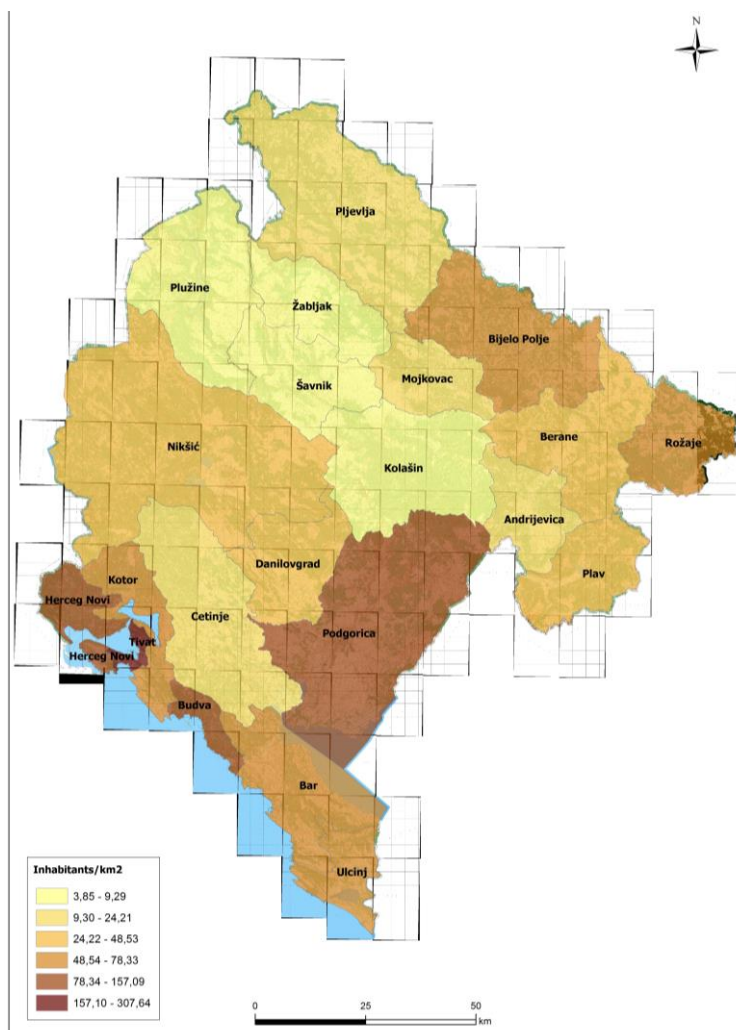 N
Pljevlja
Plužine
Žabljak
Bijelo Polje
Mojkovac
Šavnik
Berane
Rožaje
Nikšić
Kolašin
Andrijevica
Danilovgrad
Plav
Kotor
Herceg Novi
Cetinje
Podgorica
Tivat
Herceg Novi
Budva
Bar
Ulcinj
Inhabitants/km2
3,85 - 9,29
9,30 - 24,21
24,22 - 48,53
48,54 - 78,33
78,34 - 157,09
157,10 - 307,64
0 25 50
km